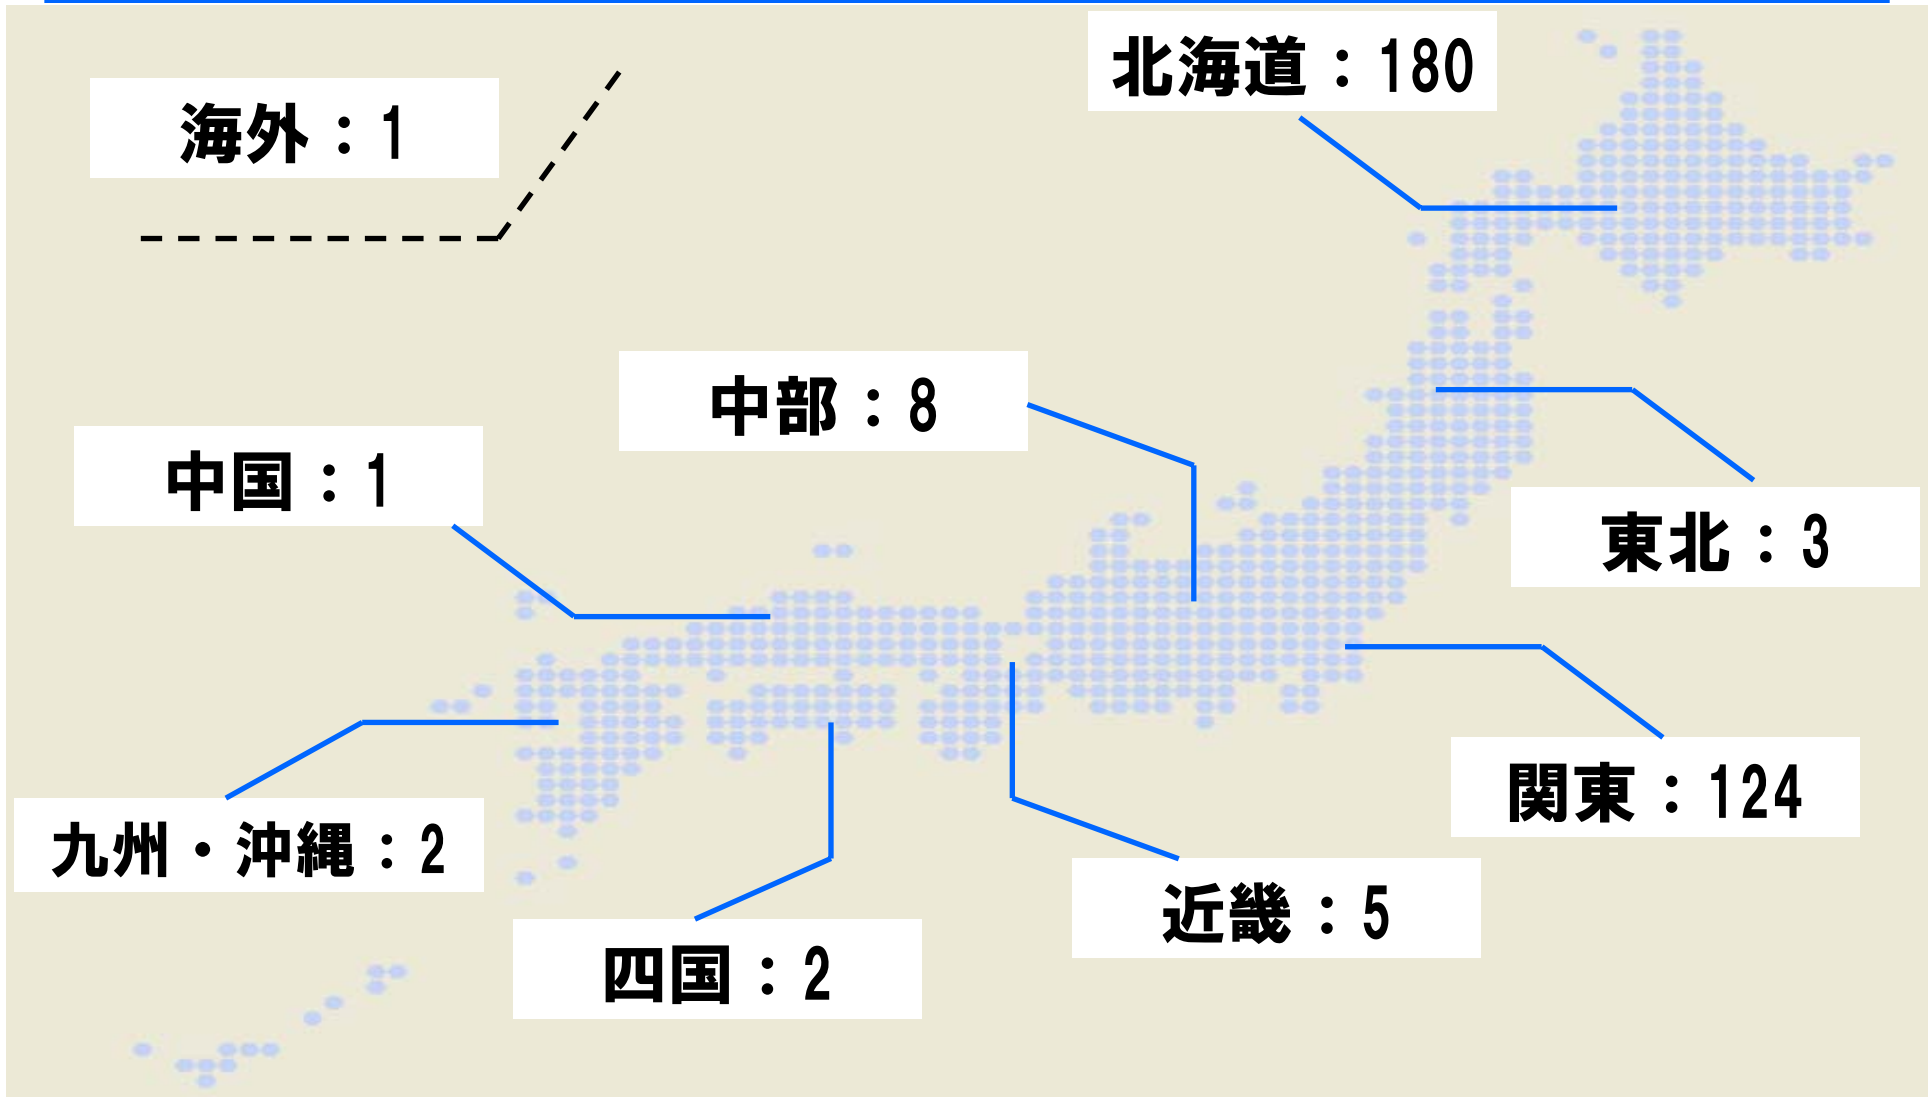 北海道：180
海外：1
中部：8
中国：1
東北：3
関東：124
九州・沖縄：2
近畿：5
四国：2